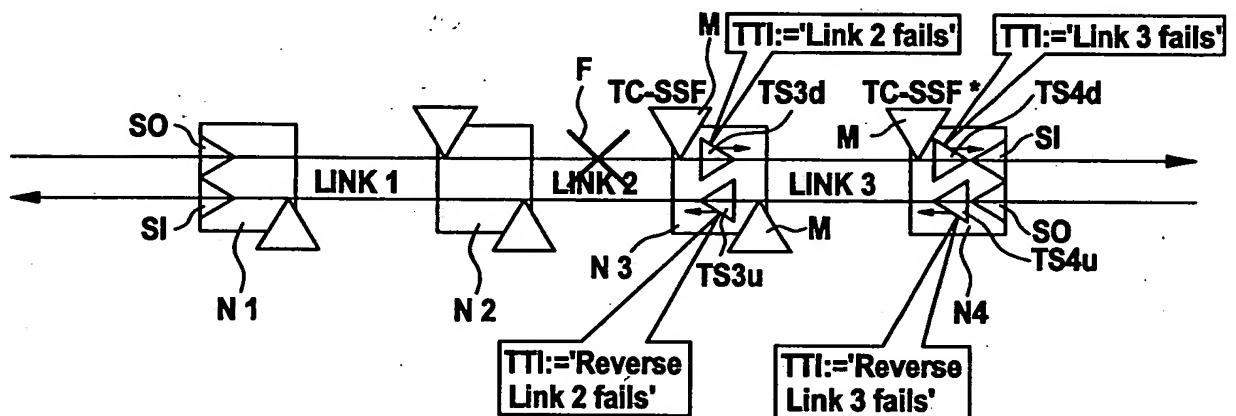 M
TTI:='Link 2 fails'
TTI:='Link 3 fails'
F
TC-SSF
TS3d
TC-SSF *
TS4d
SO
M
SI
LINK 1
LINK 2
LINK 3
SI
M
SO
N 1
N 2
N 3
TS3u
N4
TS4u
TTI:='Reverse
Link 2 fails'
TTI:='Reverse
Link 3 fails'